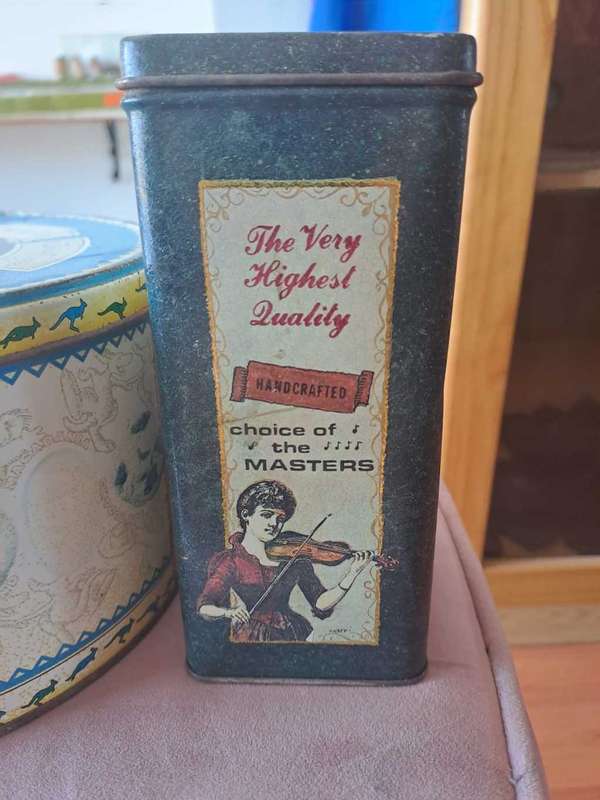 The Very
Highest
Quality
HANDCRAFTED
choice of
the
MASTERS